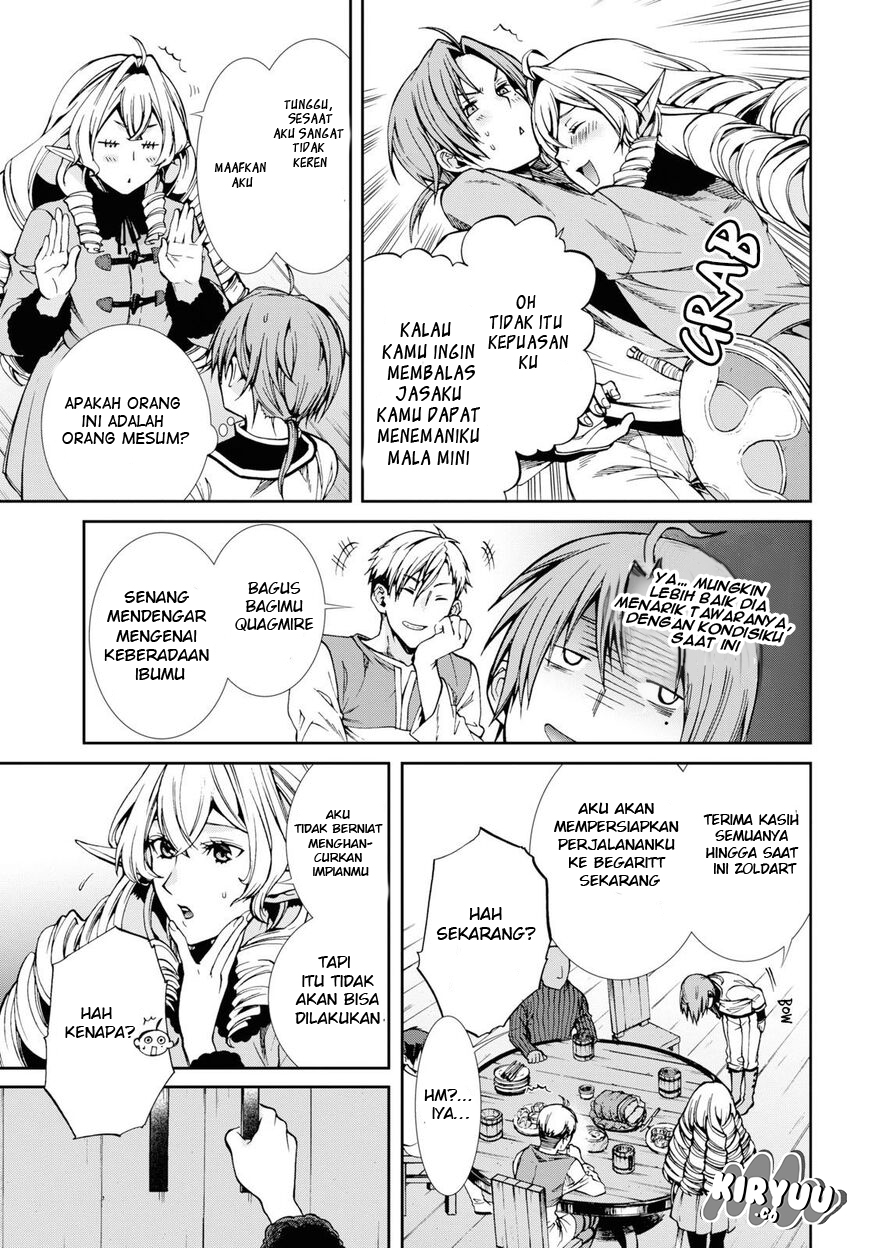 GRAB
OH
TIDAK ITU
KEPUASAN
KU
KALAU
KAMU INGIN
MEMBALAS
JASAKU
KAMU DAPAT
MENEMANIKU
MALA MINI
TUNGGU,
SESAAT
AKU SANGAT
TIDAK
KEREN
MAAFKAN
AKU
APAKAH ORANG
INI ADALAH
ORANG MESUM?
YA... MUNGKIN
LEBIH BAIK DIA
MENARIK TAWARANYA,
DENGAN KONDISIKU
SAAT INI
BAGUS
BAGIMU
QUAGMIRE
SENANG
MENDENGAR
MENGENAI
KEBERADAAN
IBUMU
TERIMA KASIH
SEMUANYA
HINGGA SAAT
INI ZOLDART
AKU AKAN
MEMPERSIAPKAN
PERJALANANKU
KE BEGARITT
SEKARANG
BOW
HAH
SEKARANG?
HM?...
IYA...
AKU
TIDAK BERNIAT
MENGHAN-
CURKAN
IMPIANMU
TAPI
ITU TIDAK
AKAN BISA
DILAKUKAN
HAH
KENAPA?
KIRYUU
.CO